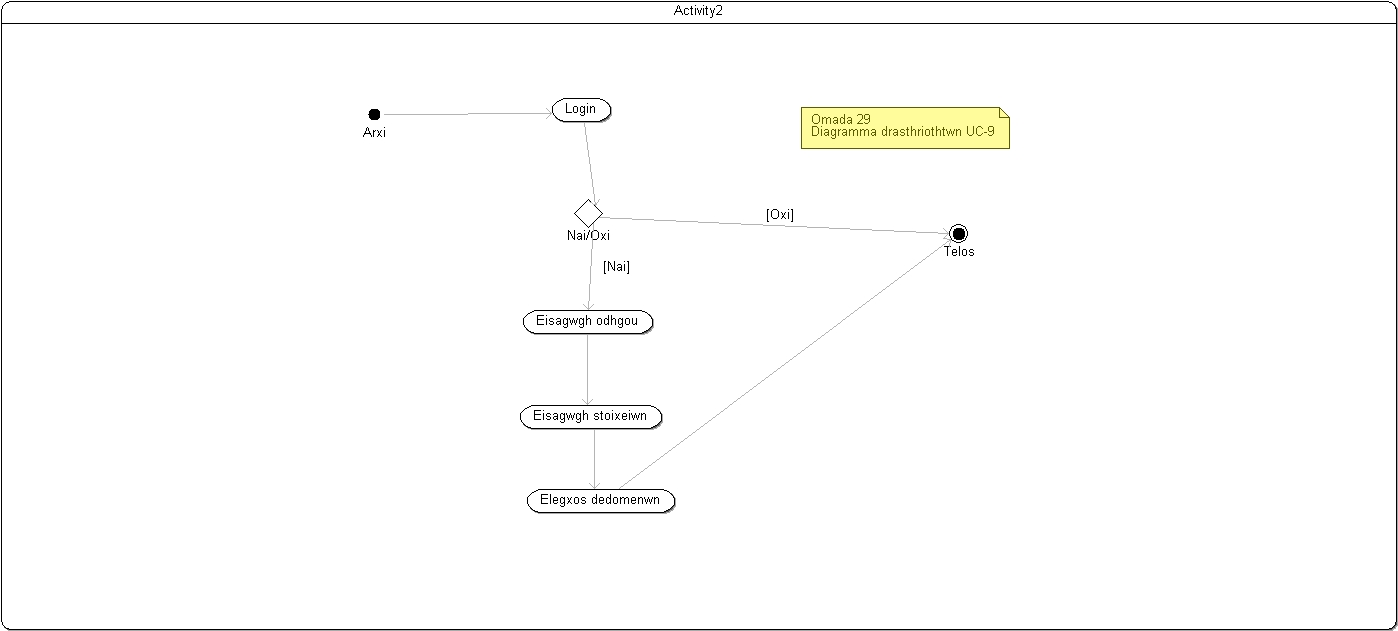 Activity2
Login
Arxi
Omada 29
Diagramma drasthriothtwn UC-9
[Oxi]
Nai/Oxi
Telos
[Nai]
Eisagwgh odhgou
Eisagwgh stoixeiwn
Elegxos dedomenwn